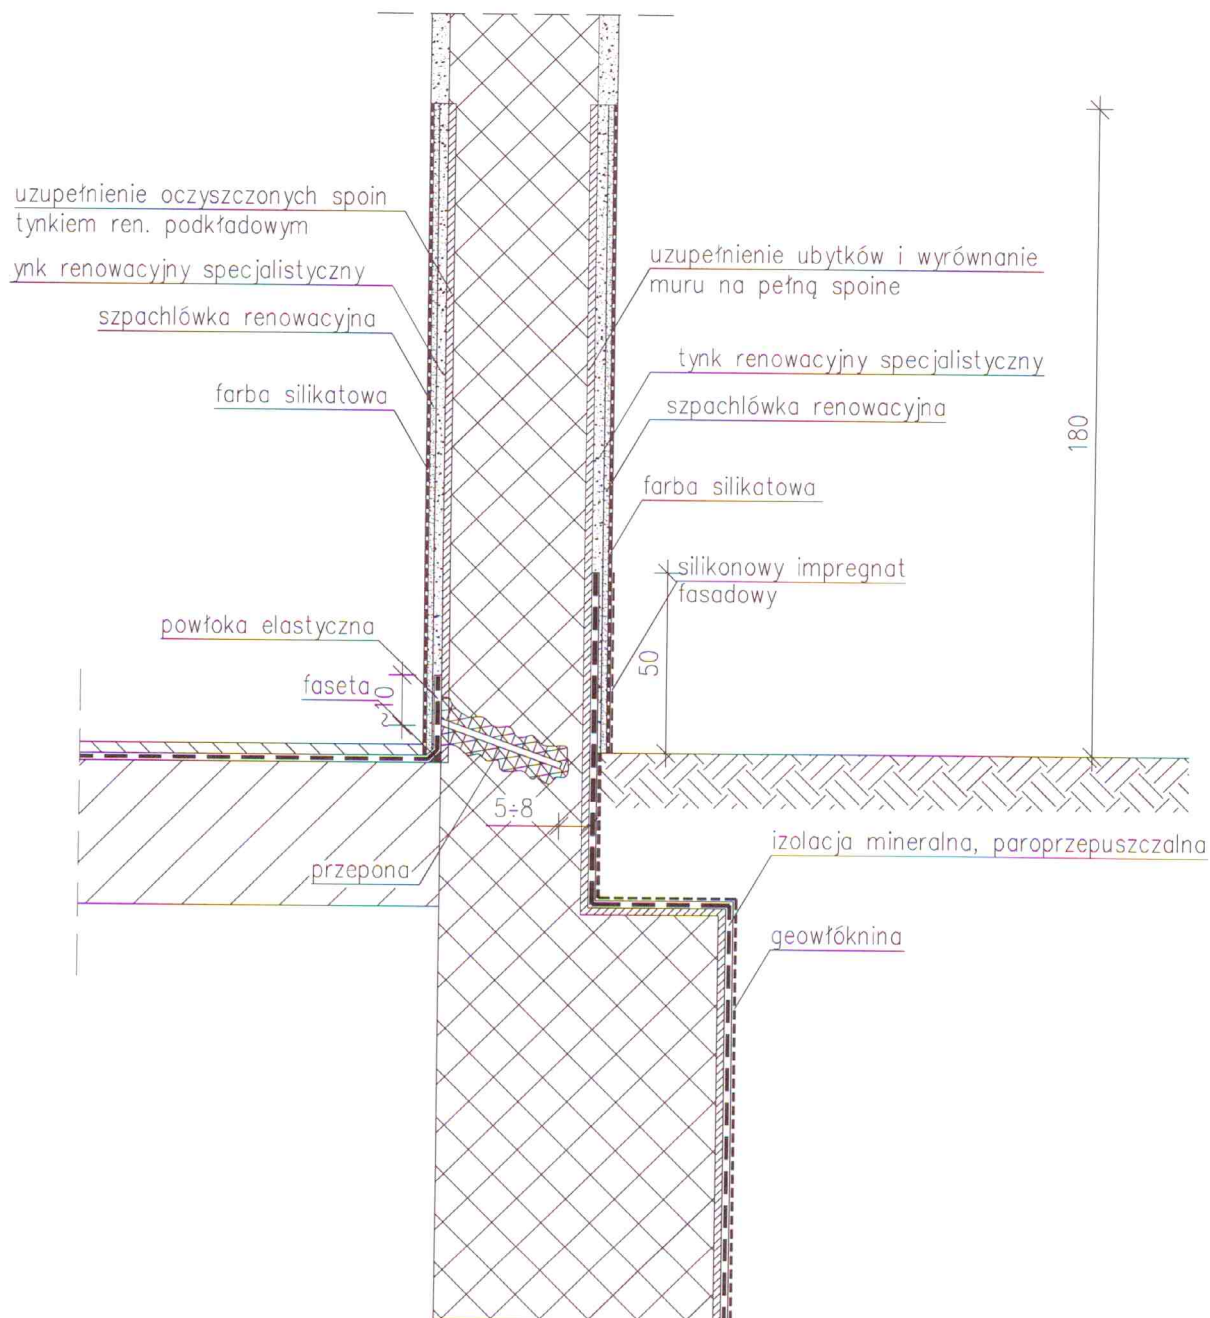 uzupełnienie oczyszczonych spoin
tynkiem ren. podkładowym
ynk renowacyjny specjalistyczny
szpachlówka renowacyjna
farba silikatowa
powłoka elastyczna
faseta
10
przepona
5÷8
uzupełnienie ubytków i wyrównanie
muru na pełną spoine
tynk renowacyjny specjalistyczny
szpachlówka renowacyjna
farba silikatowa
silikonowy impregnat
fasadowy
50
180
izolacja mineralna, paroprzepuszczalna
geowłóknina